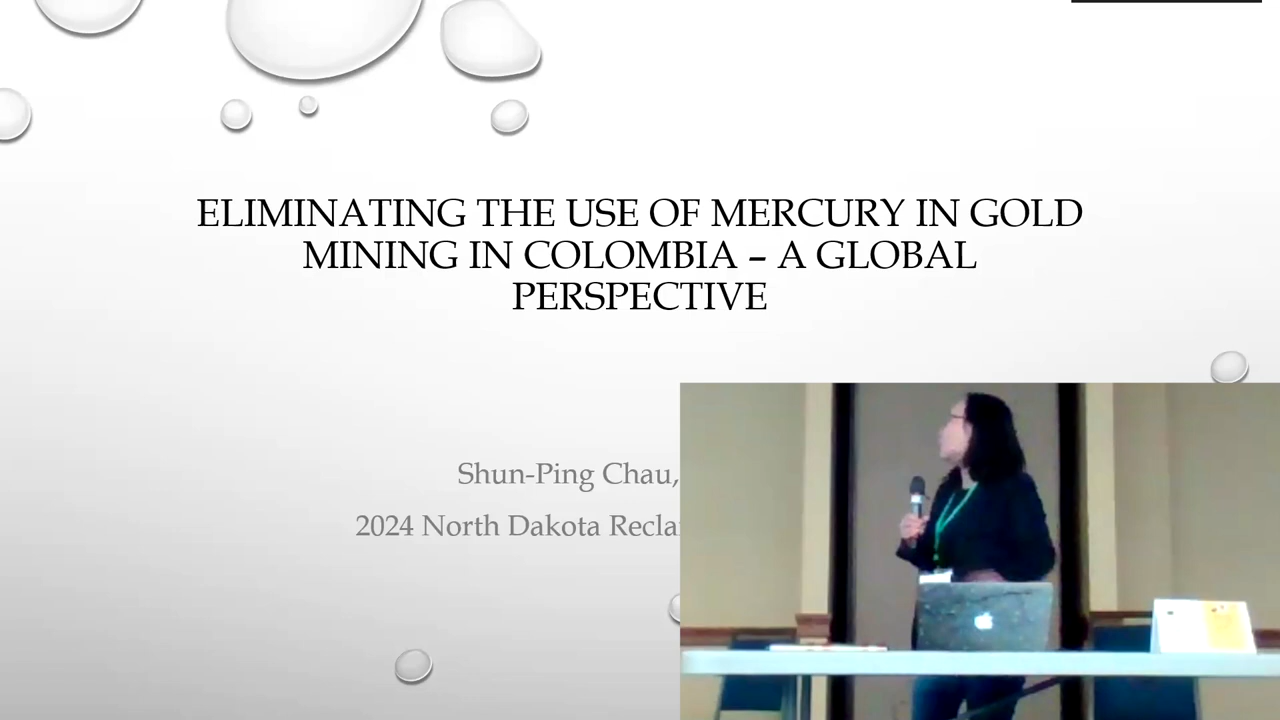 ELIMINATING THE USE OF MERCURY IN GOLD
MINING IN COLOMBIA – A GLOBAL
PERSPECTIVE
Shun-Ping Chau,
2024 North Dakota Recla